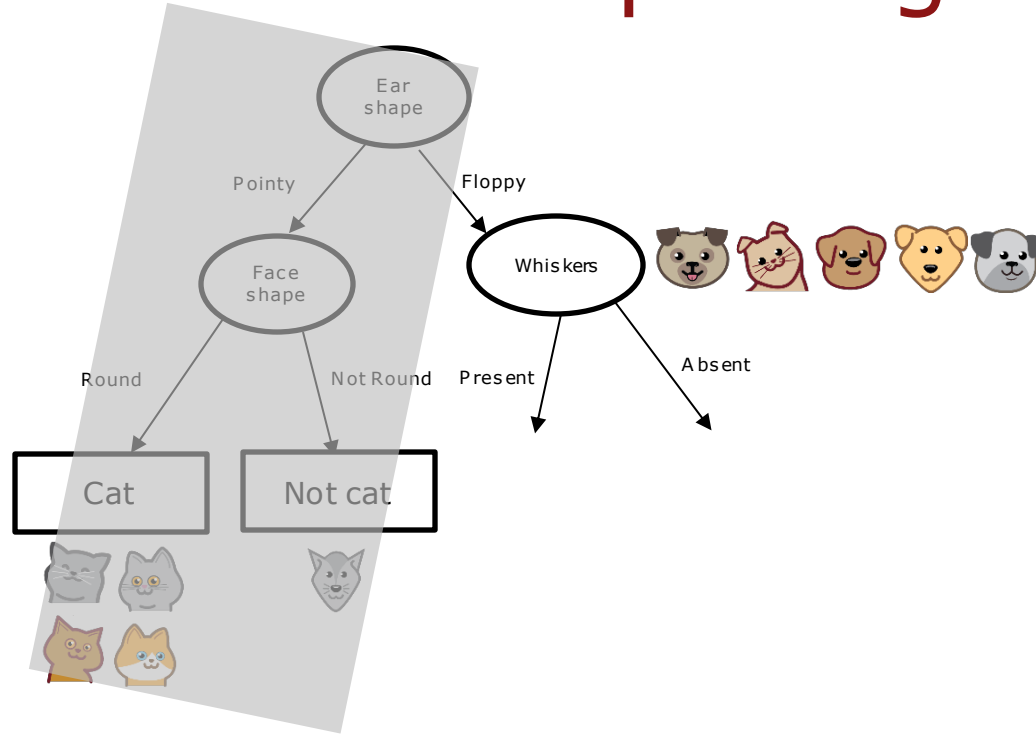 Ear
shape
Pointy
Floppy
Face
shape
Whiskers
Round
Not Round
Present
Absent
Cat
Not cat